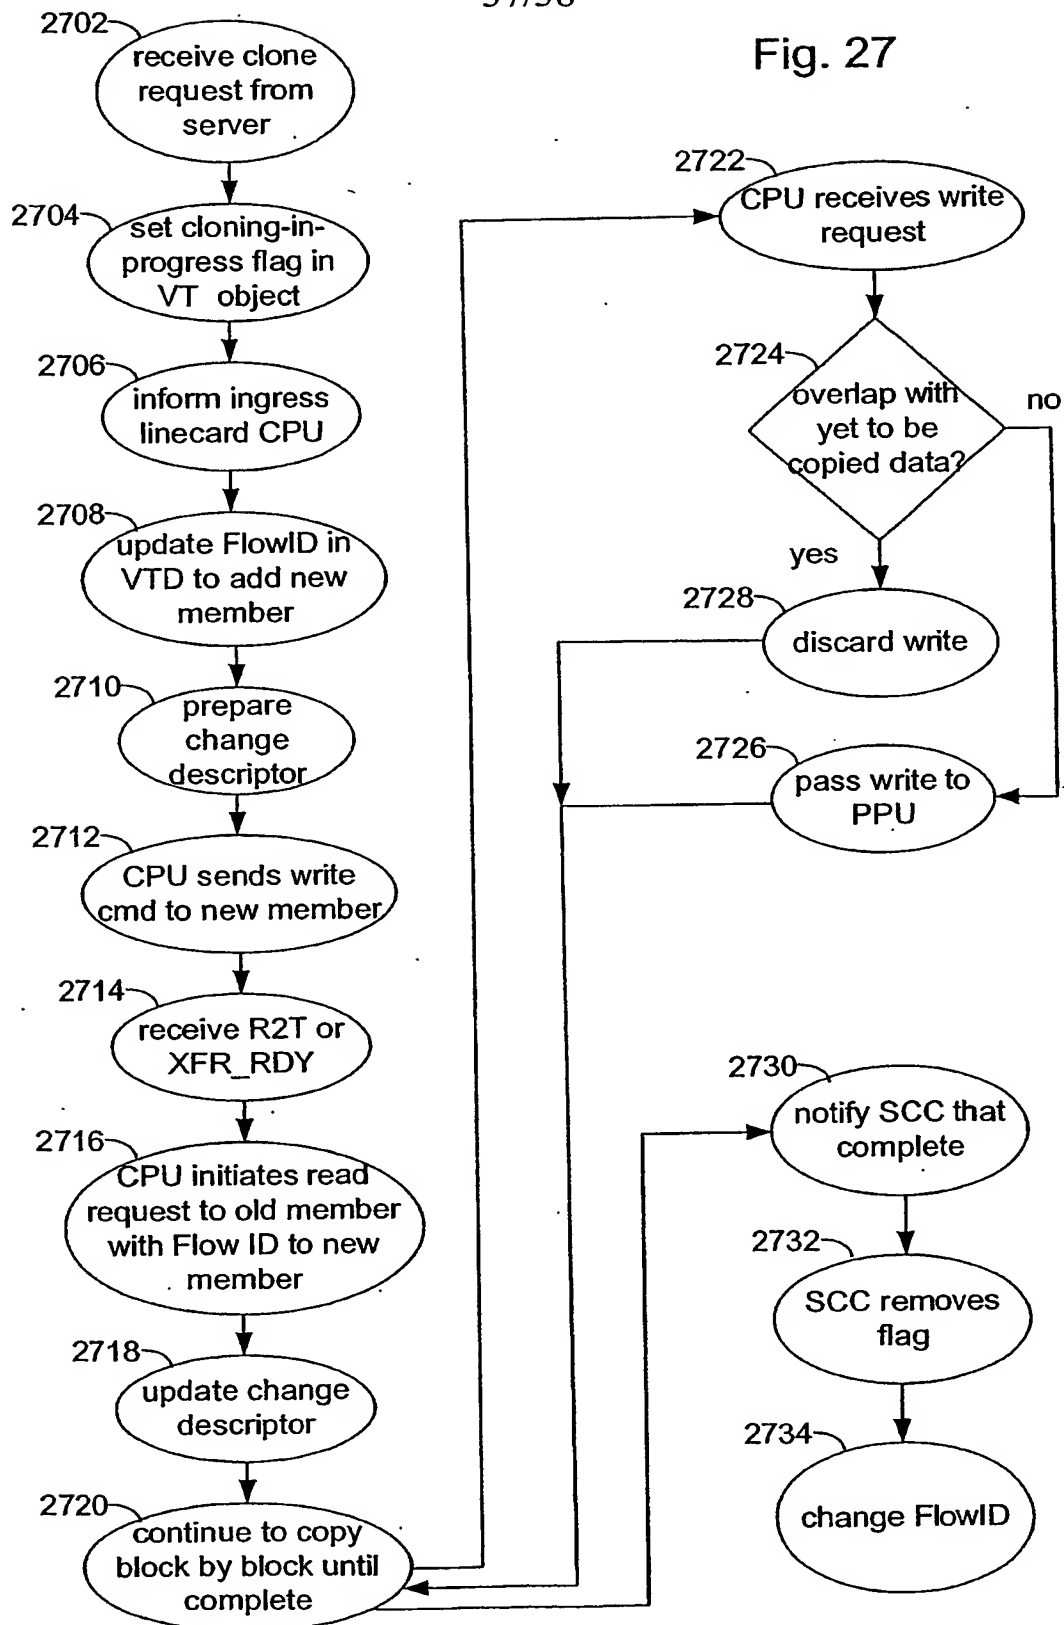 Fig. 27
2702
receive clone
request from
server
2704
set cloning-in-
progress flag in
VT object
2706
inform ingress
linecard CPU
2708
update FlowID in
VTD to add new
member
2710
prepare
change
descriptor
2712
CPU sends write
cmd to new member
2714
receive R2T or
XFR_RDY
2716
CPU initiates read
request to old member
with Flow ID to new
member
2718
update change
descriptor
2720
continue to copy
block by block until
complete
2722
CPU receives write
request
2724
overlap with
yet to be
copied data?
no
yes
2728
discard write
2726
pass write to
PPU
2730
notify SCC that
complete
2732
SCC removes
flag
2734
change FlowID